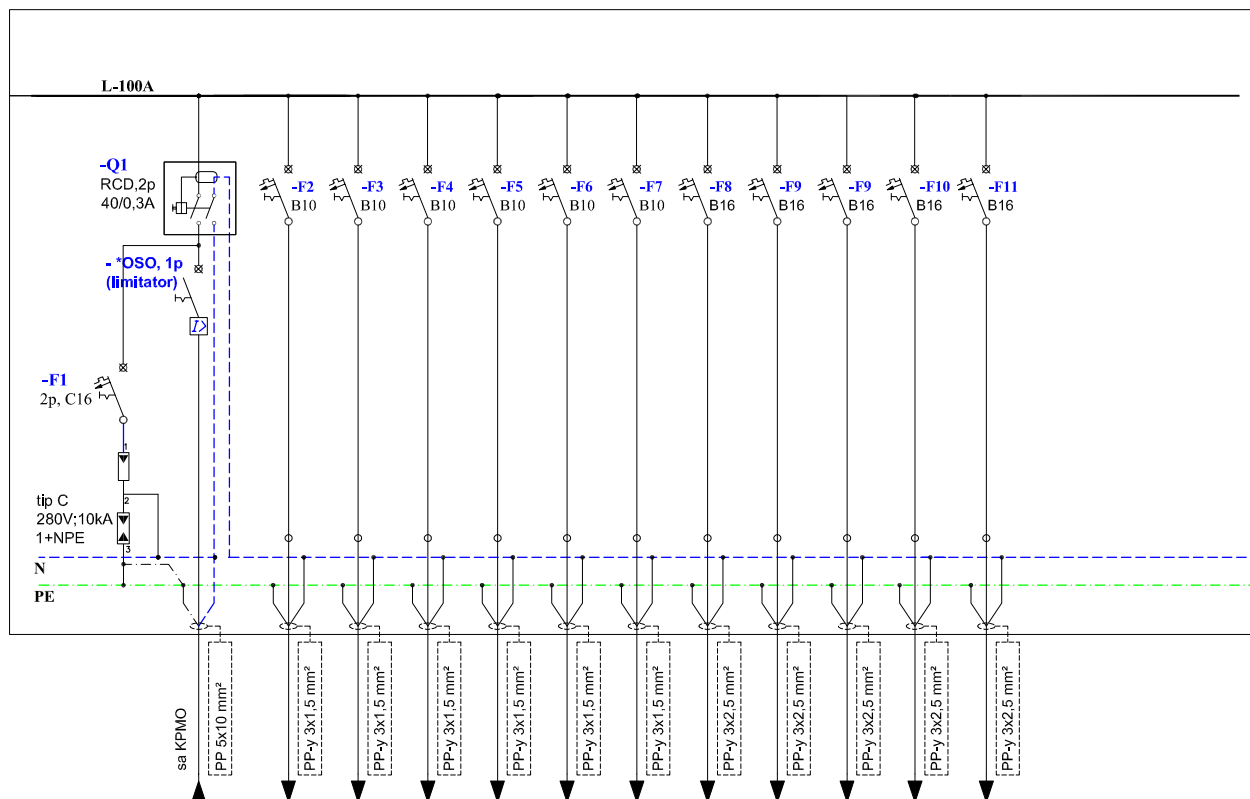 L-100A
-Q1
RCD,2p
40/0,3A
-F2
B10
-F3
B10
-F4
B10
-F5
B10
-F6
B10
-F7
B10
-F8
B16
-F9
B16
-F9
B16
-F10
B16
-F11
B16
- *OSO, 1p
(limitator)
I>
-F1
2p, C16
1
2
3
tip C
280V;10kA
1+NPE
N
PE
sa KPMO
PP 5x10 mm²
PP-y 3x1,5 mm²
PP-y 3x1,5 mm²
PP-y 3x1,5 mm²
PP-y 3x1,5 mm²
PP-y 3x1,5 mm²
PP-y 3x1,5 mm²
PP-y 3x2,5 mm²
PP-y 3x2,5 mm²
PP-y 3x2,5 mm²
PP-y 3x2,5 mm²
PP-y 3x2,5 mm²